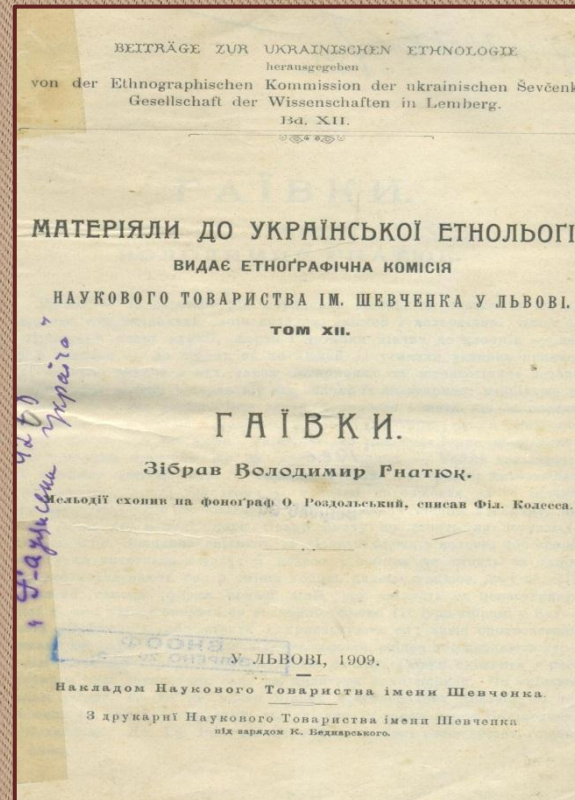 BEITRÄGE ZUR UKRAINISCHEN ETHNOLOGIE
herausgegeben
von der Ethnographischen Kommission der ukrainischen Ševčenk
Gesellschaft der Wissenschaften in Lemberg.
Bd. XII.
МАТЕРІЯЛИ ДО УКРАЇНСЬКОЇ ЕТНОЛЬОГІ
ВИДАЄ ЕТНОҐРАФІЧНА КОМІСІЯ
НАУКОВОГО ТОВАРИСТВА ІМ. ШЕВЧЕНКА У ЛЬВОВІ.
ТОМ XII.
ГАЇВКИ.
Зібрав Володимир Гнатюк.
Мельодії схопив на фоноґраф О. Роздольський, списав Філ. Колесса.
У ЛЬВОВІ, 1909.
Накладом Наукового Товариства імени Шевченка.
З друкарнї Наукового Товариства імени Шевченка
під зарядом К. Беднарського.